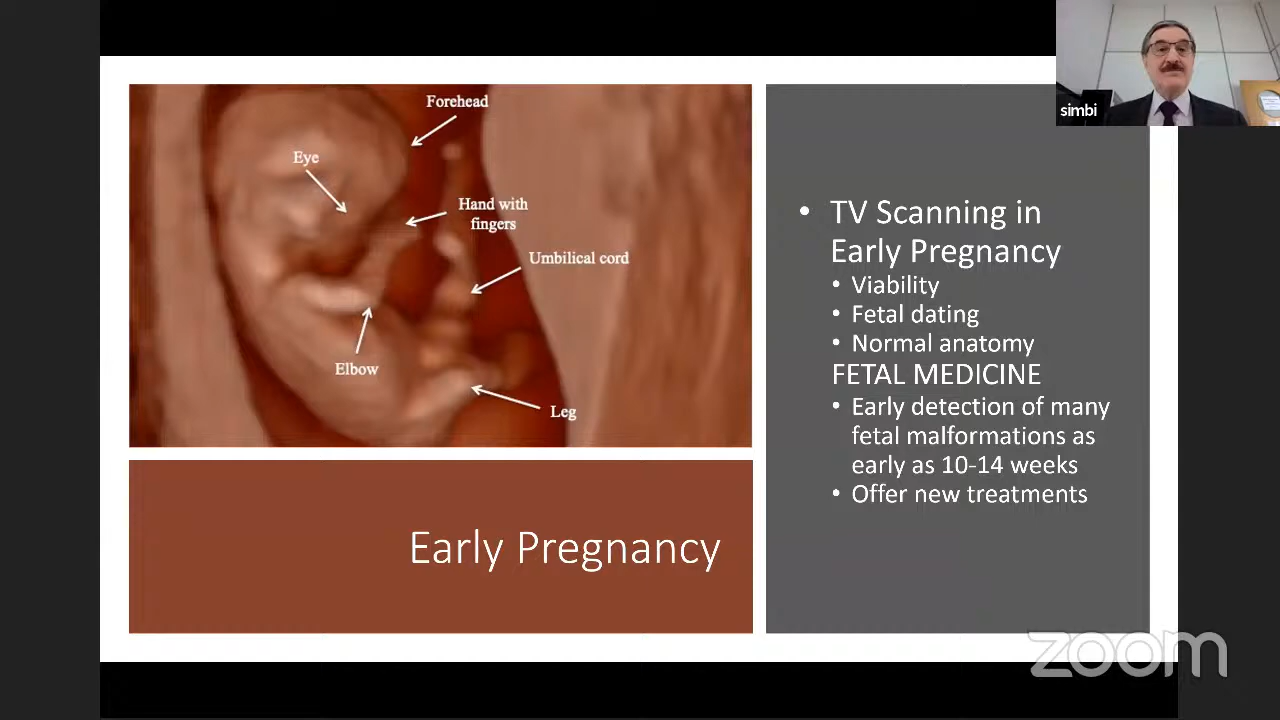 simbi
Forehead
Eye
Hand with
fingers
Umbilical cord
Elbow
Leg
Early Pregnancy
• TV Scanning in
Early Pregnancy
• Viability
• Fetal dating
• Normal anatomy
FETAL MEDICINE
• Early detection of many
fetal malformations as
early as 10-14 weeks
• Offer new treatments
zoom